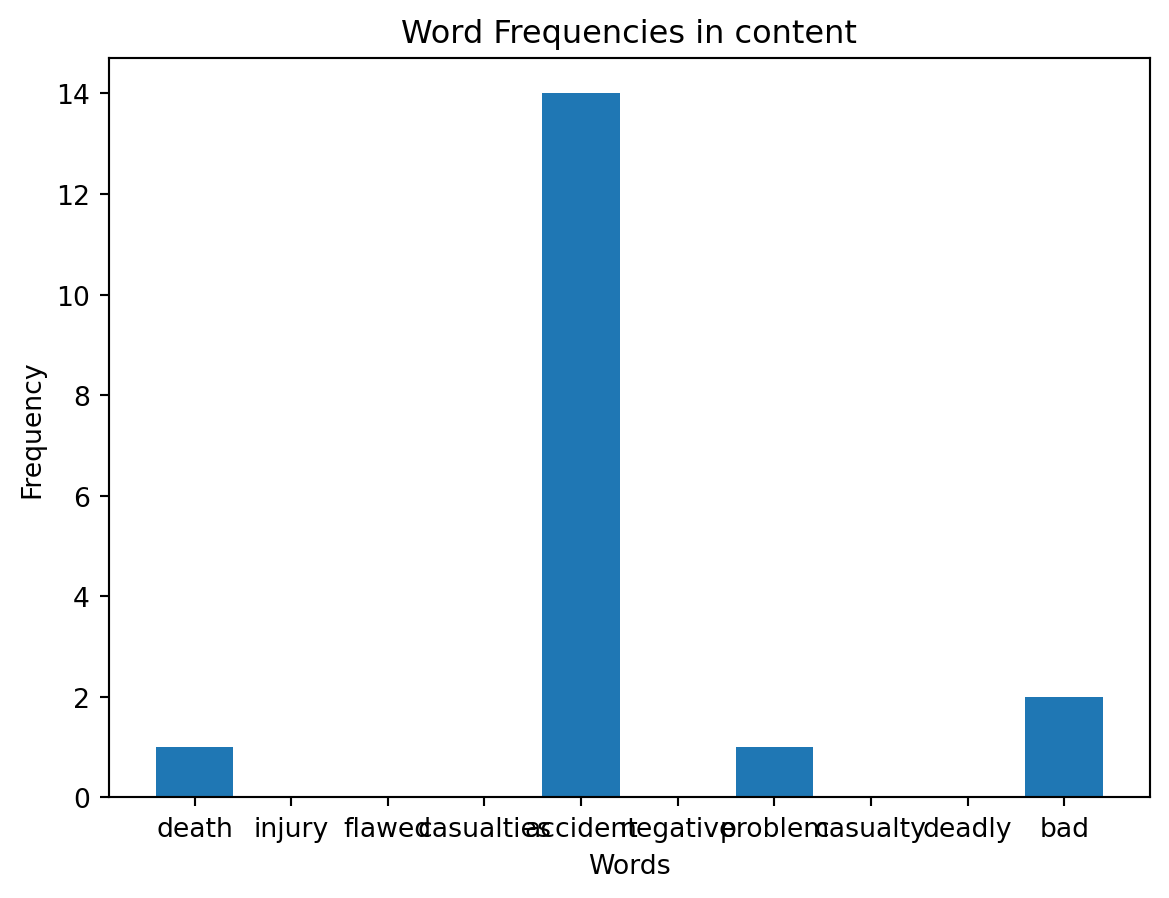 Word Frequencies in content
14
12
10
8
6
4
2
0
Frequency
death injury flawed casualties accident negative problem casualty deadly bad
Words